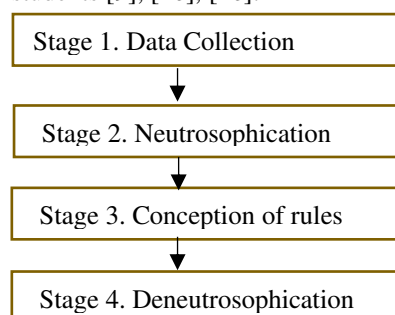 Stage 1. Data Collection
Stage 2. Neutrosophication
Stage 3. Conception of rules
Stage 4. Deneutrosophication